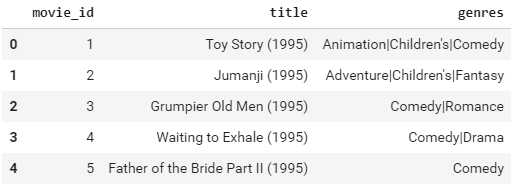 movie_id title genres
0 1 Toy Story (1995) Animation|Children's|Comedy
1 2 Jumanji (1995) Adventure|Children's|Fantasy
2 3 Grumpier Old Men (1995) Comedy|Romance
3 4 Waiting to Exhale (1995) Comedy|Drama
4 5 Father of the Bride Part II (1995) Comedy